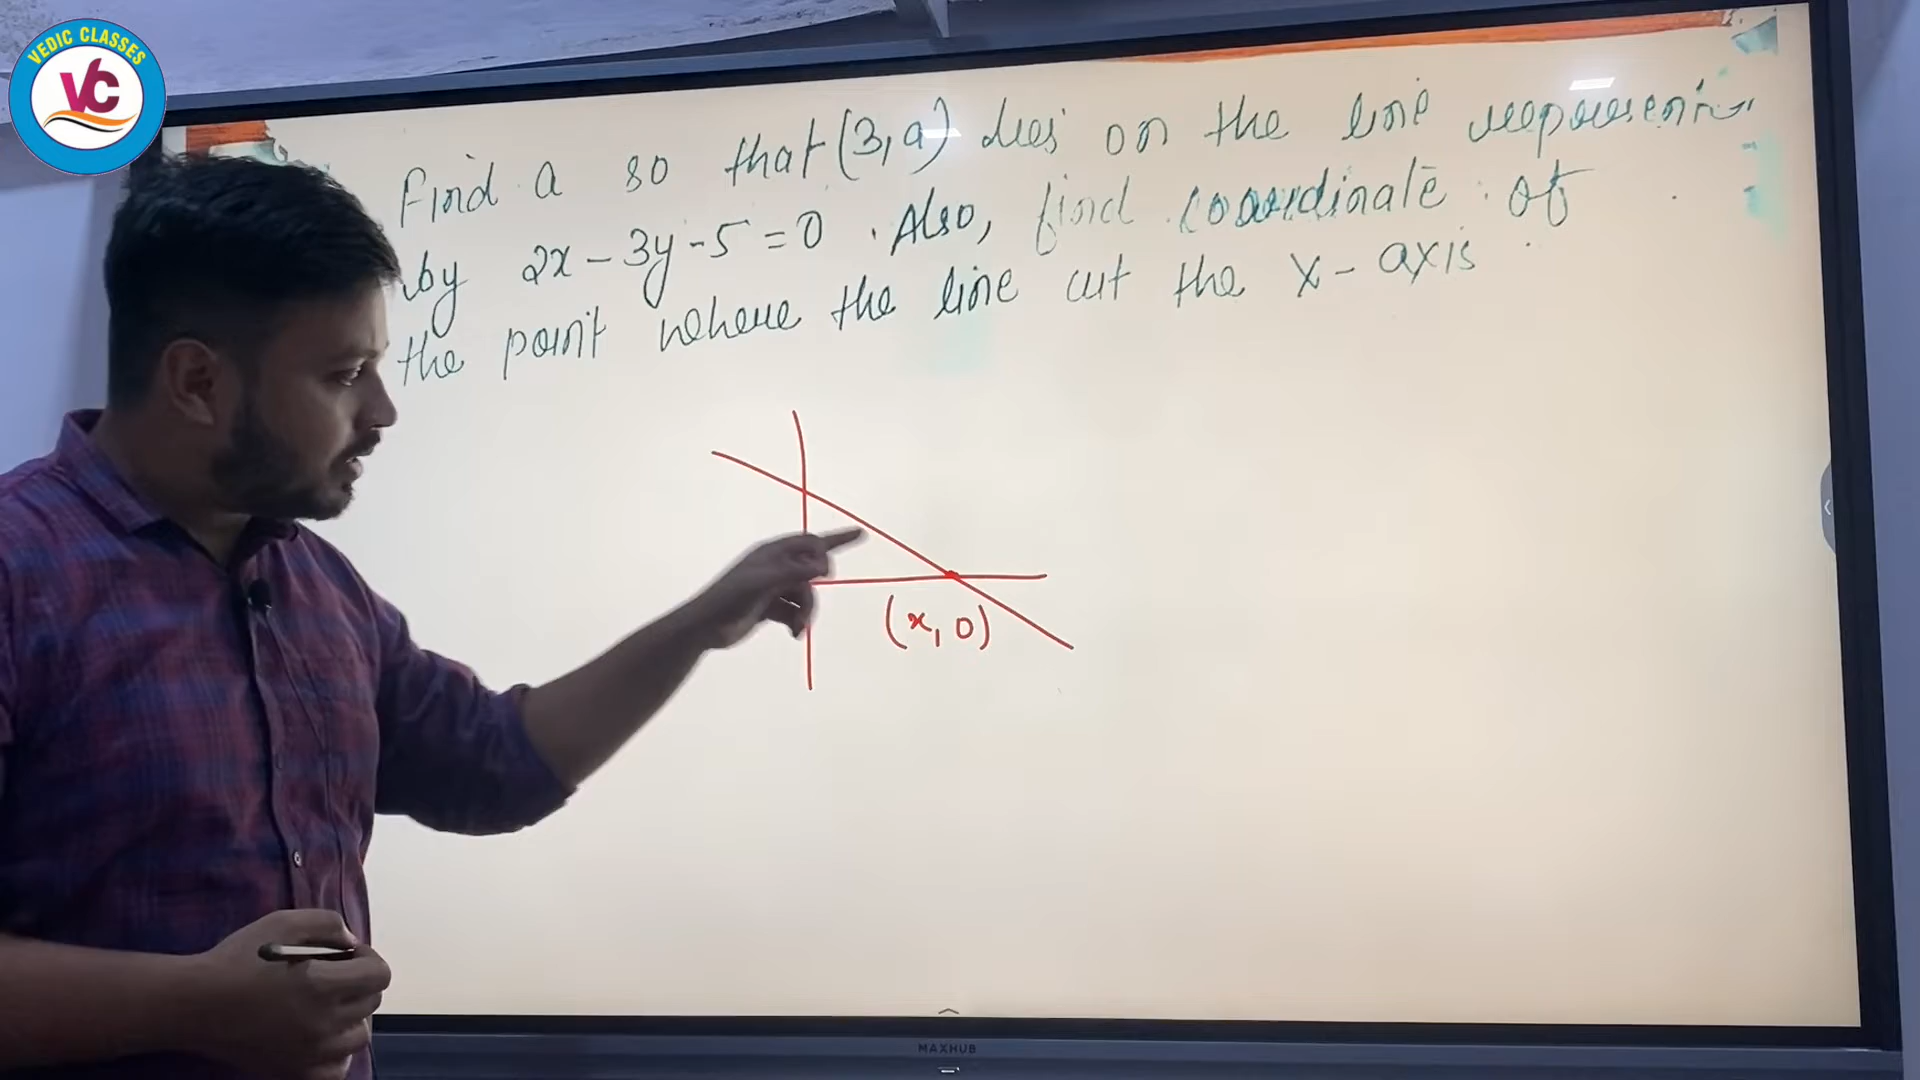 VEDIC CLASSES
VC
Find a so that (3, a) lies on the line
by 2x - 3y - 5 = 0 . Also, find coordinate of
the point where the line cut the x - axis
(x, 0)
MAXHUB